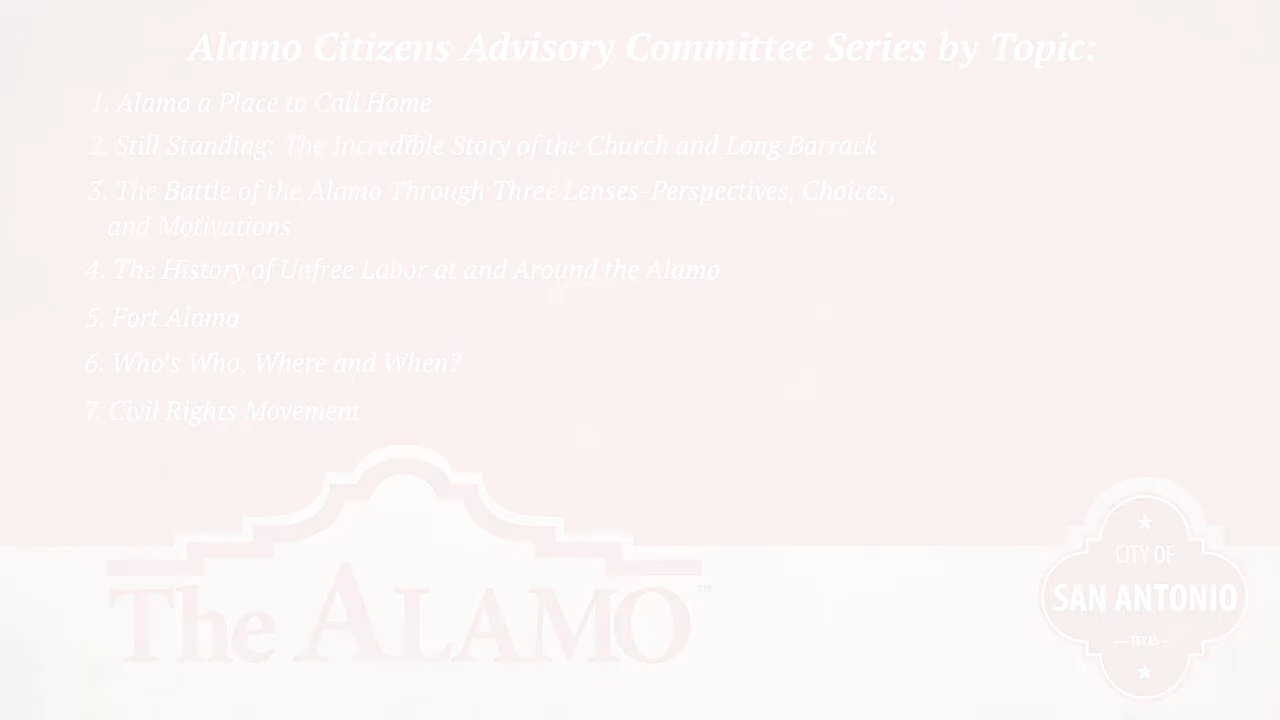 Alamo Citizens Advisory Committee Series by Topic:
1. Alamo a Place to Call Home
2. Still Standing: The Incredible Story of the Church and Long Barrack
3. The Battle of the Alamo Through Three Lenses-Perspectives, Choices,
and Motivations
4. The History of Unfree Labor at and Around the Alamo
5. Fort Alamo
6. Who's Who, Where and When?
7. Civil Rights Movement
The ALAMO™
CITY OF
SAN ANTONIO
—TEXAS—